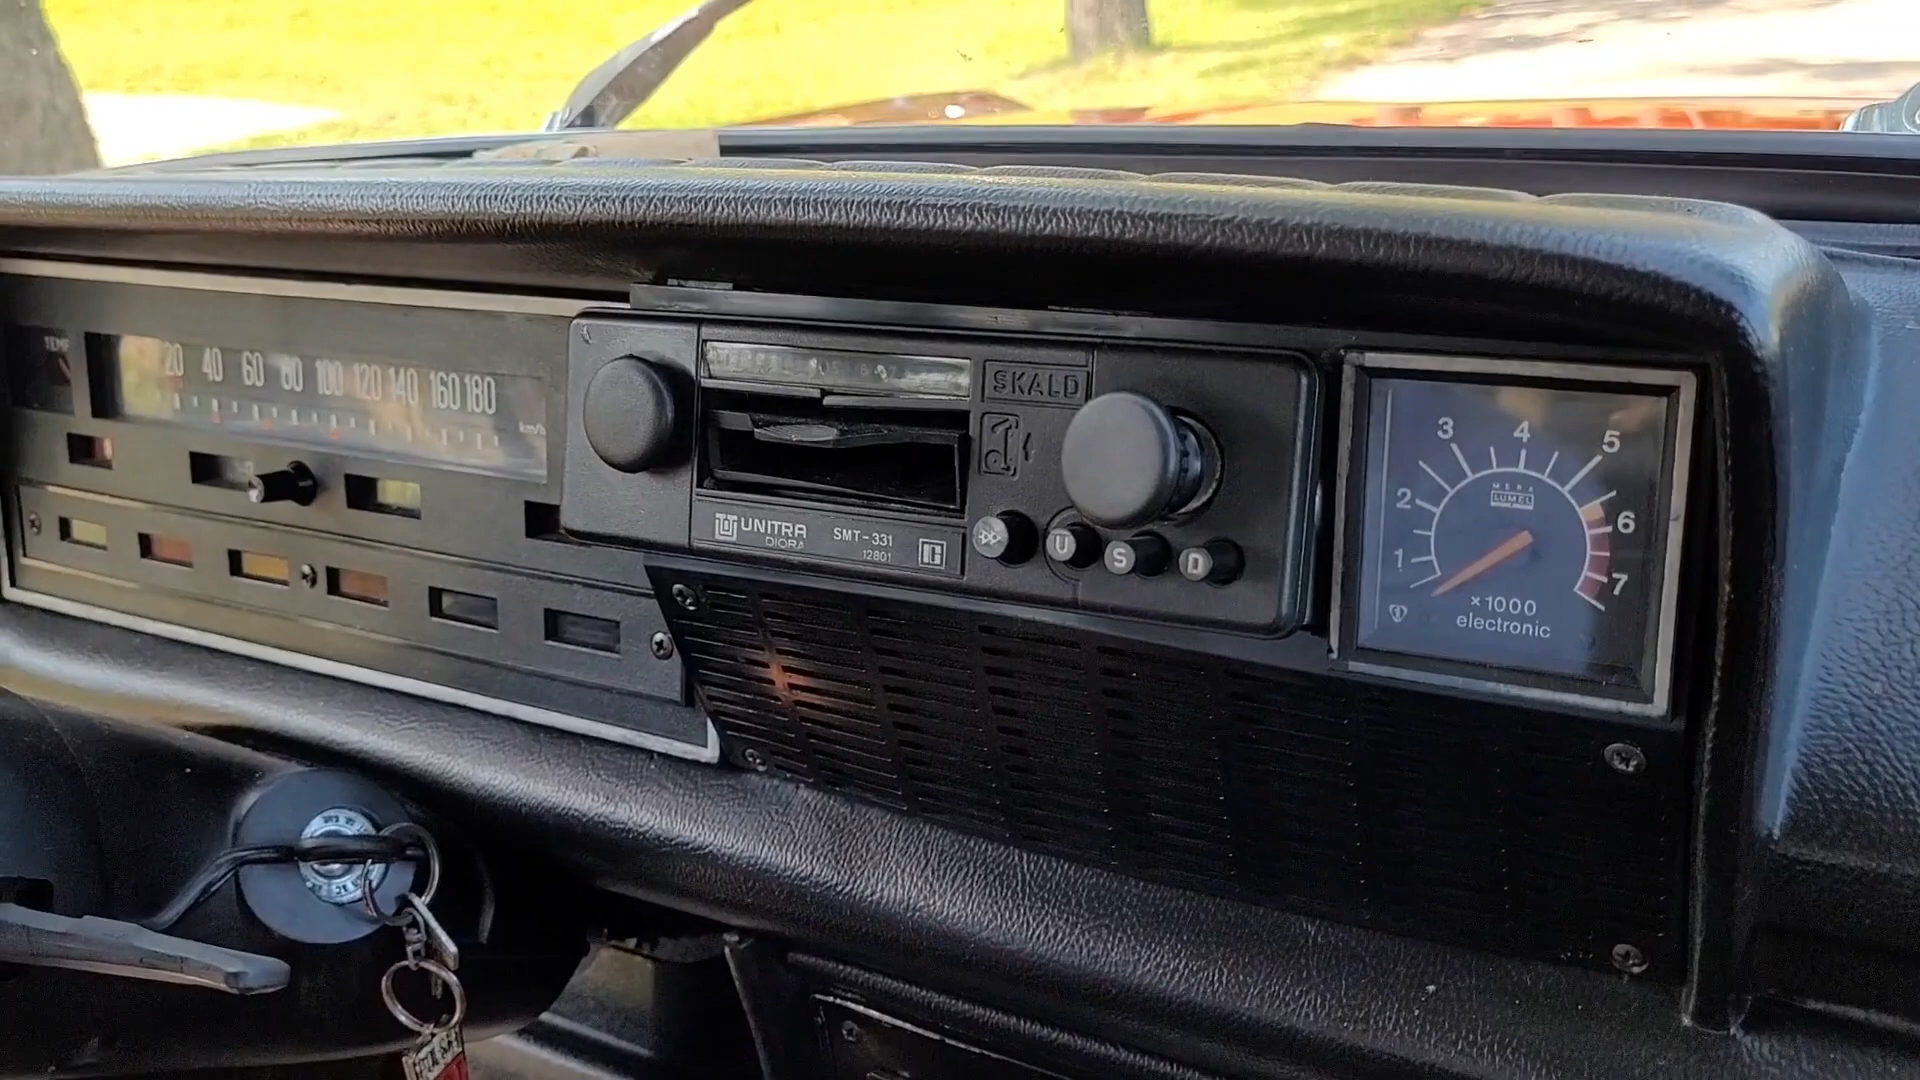 TEMP
20 40 60 80 100 120 140 160 180
km/h
SKALD
UNITRA
DIORA
SMT-331
12801
U S D
1 2 3 4 5 6 7
MERA
LUMEL
x1000
electronic